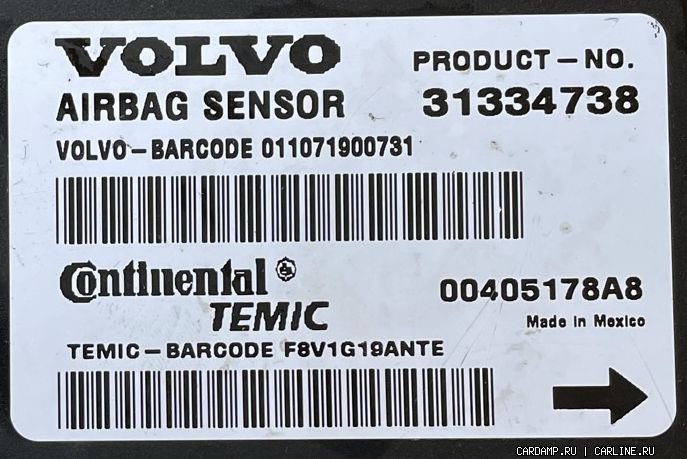 VOLVO
PRODUCT-NO.
AIRBAG SENSOR 31334738
VOLVO-BARCODE 011071900731
Continental
TEMIC
00405178A8
Made in Mexico
TEMIC-BARCODE F8V1G19ANTE
CARDAMP.RU | CARLINE.RU